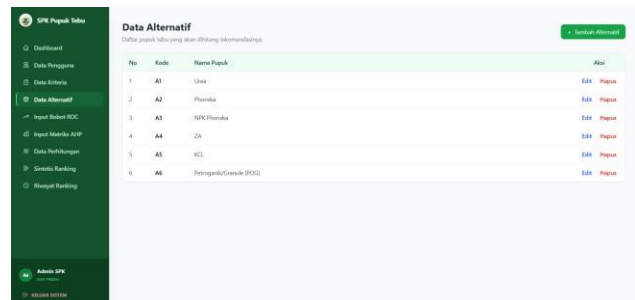 SPK Pupuk Tebu
Dashboard
Data Pengguna
Data Kriteria
Data Alternatif
Input Bobot ROC
Input Matriks AHP
Data Perhitungan
Sintesis Ranking
Riwayat Ranking
Admin SPK
KELUAR SISTEM
Data Alternatif
Daftar pupuk tebu yang akan dihitung rekomendasinya.
+ Tambah Alternatif
No Kode Nama Pupuk Aksi
1 A1 Urea Edit Hapus
2 A2 Phonska Edit Hapus
3 A3 NPK Phonska Edit Hapus
4 A4 ZA Edit Hapus
5 A5 KCL Edit Hapus
6 A6 Petroganik/Granule (POG) Edit Hapus